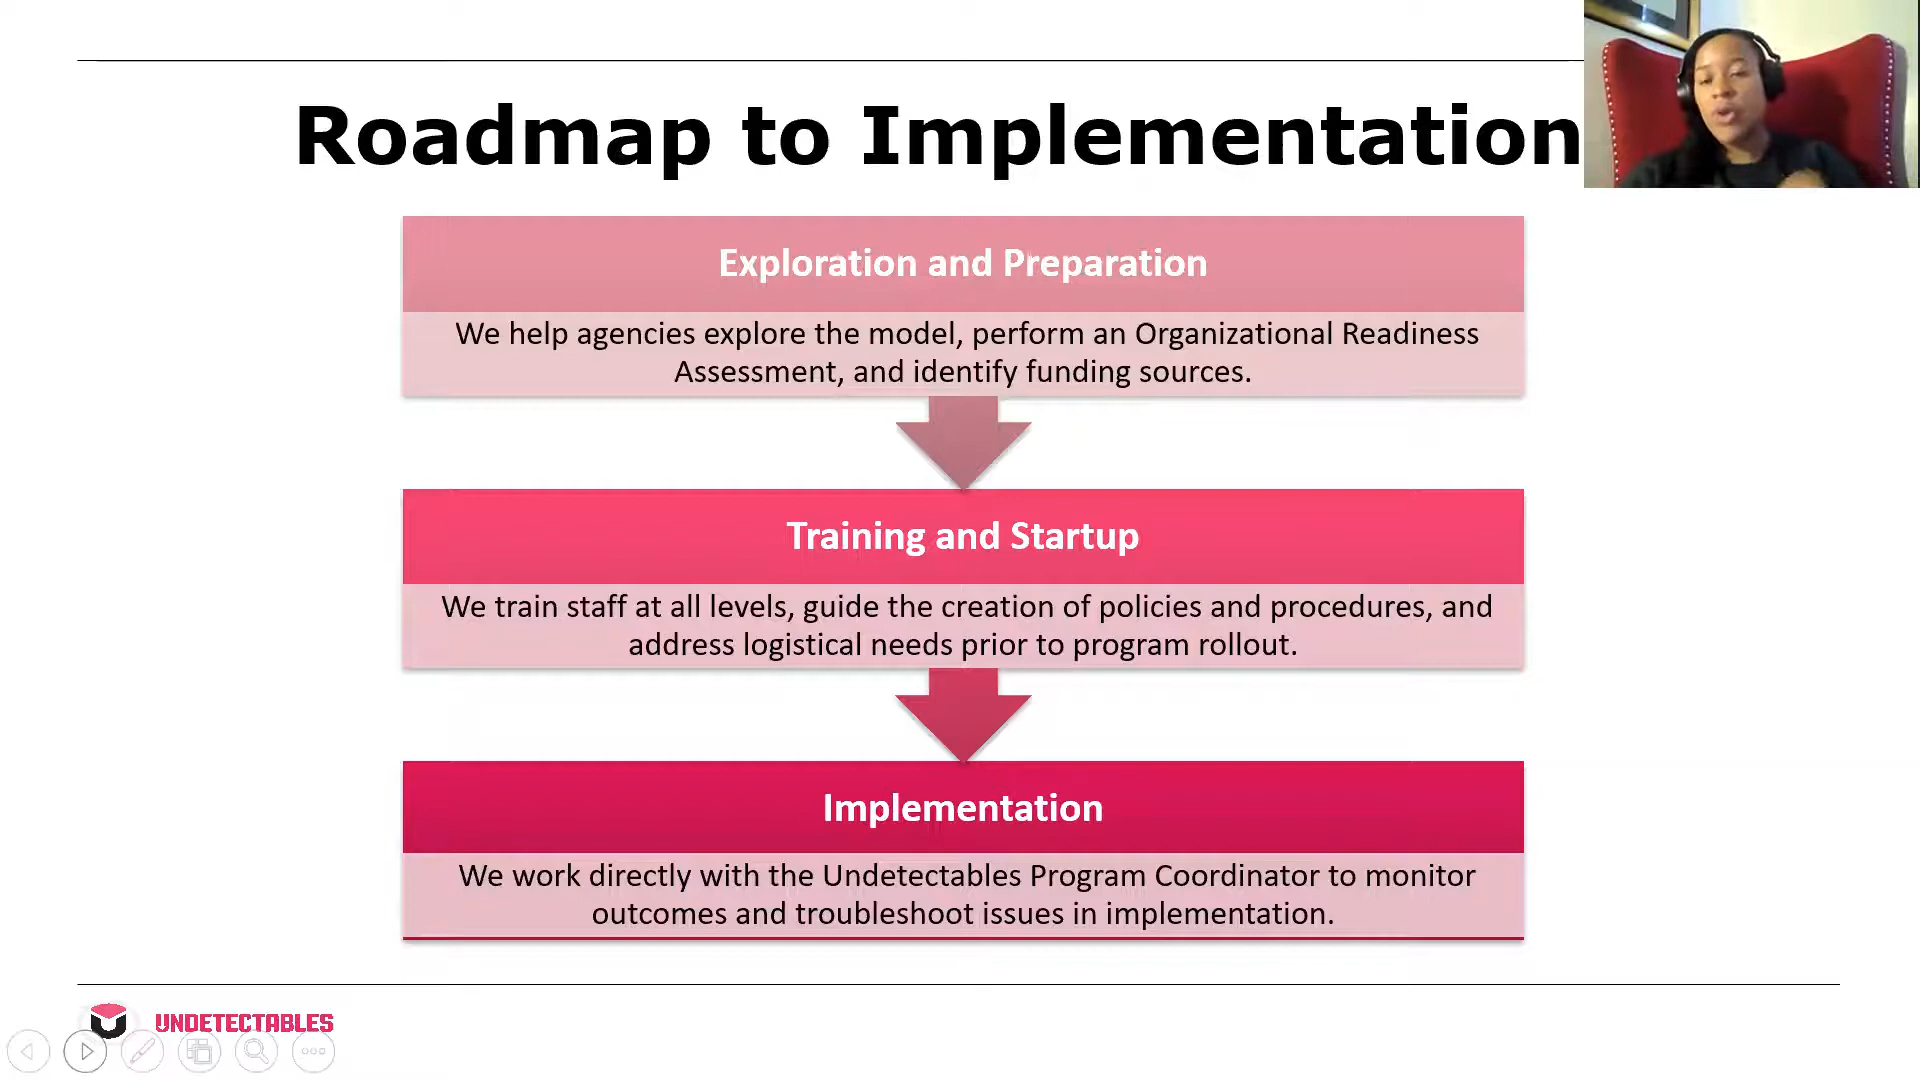 Roadmap to Implementation
Exploration and Preparation
We help agencies explore the model, perform an Organizational Readiness
Assessment, and identify funding sources.
Training and Startup
We train staff at all levels, guide the creation of policies and procedures, and
address logistical needs prior to program rollout.
Implementation
We work directly with the Undetectables Program Coordinator to monitor
outcomes and troubleshoot issues in implementation.
UNDETECTABLES